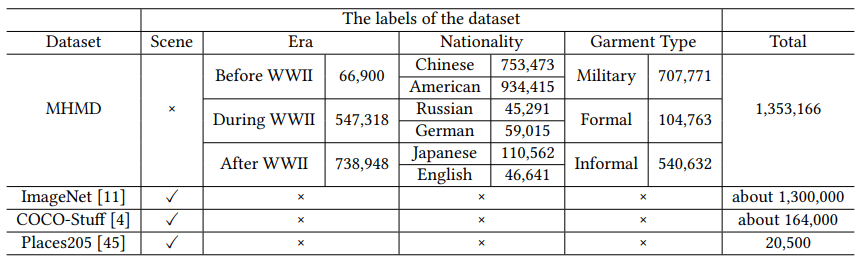 The labels of the dataset
Dataset Scene Era Nationality Garment Type Total
MHMD × Before WWII 66,900 Chinese 753,473 Military 707,771 1,353,166
American 934,415
During WWII 547,318 Russian 45,291 Formal 104,763
German 59,015
After WWII 738,948 Japanese 110,562 Informal 540,632
English 46,641
ImageNet [11] ✓ × × × about 1,300,000
COCO-Stuff [4] ✓ × × × about 164,000
Places205 [45] ✓ × × × 20,500